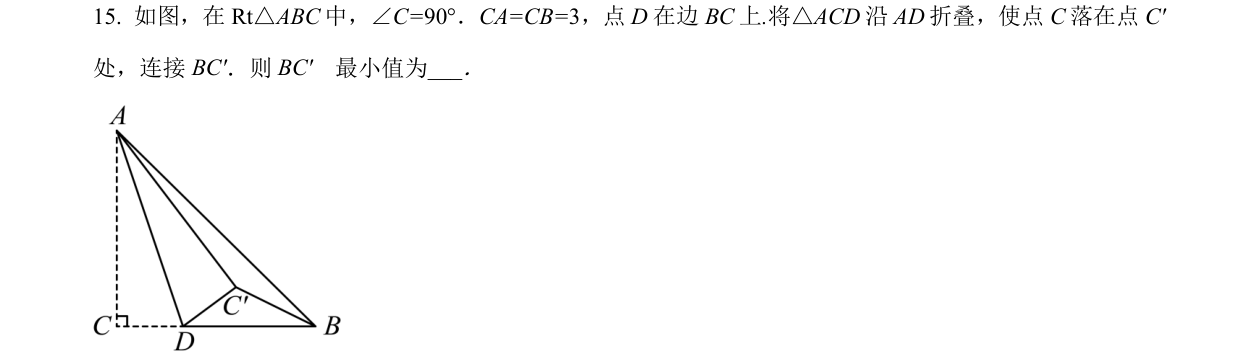 15. 如图，在 Rt△ABC 中，∠C=90°．CA=CB=3，点 D 在边 BC 上.将△ACD 沿 AD 折叠，使点 C 落在点 C′
处，连接 BC′．则 BC′ 最小值为___．
A
C′
C
B
D